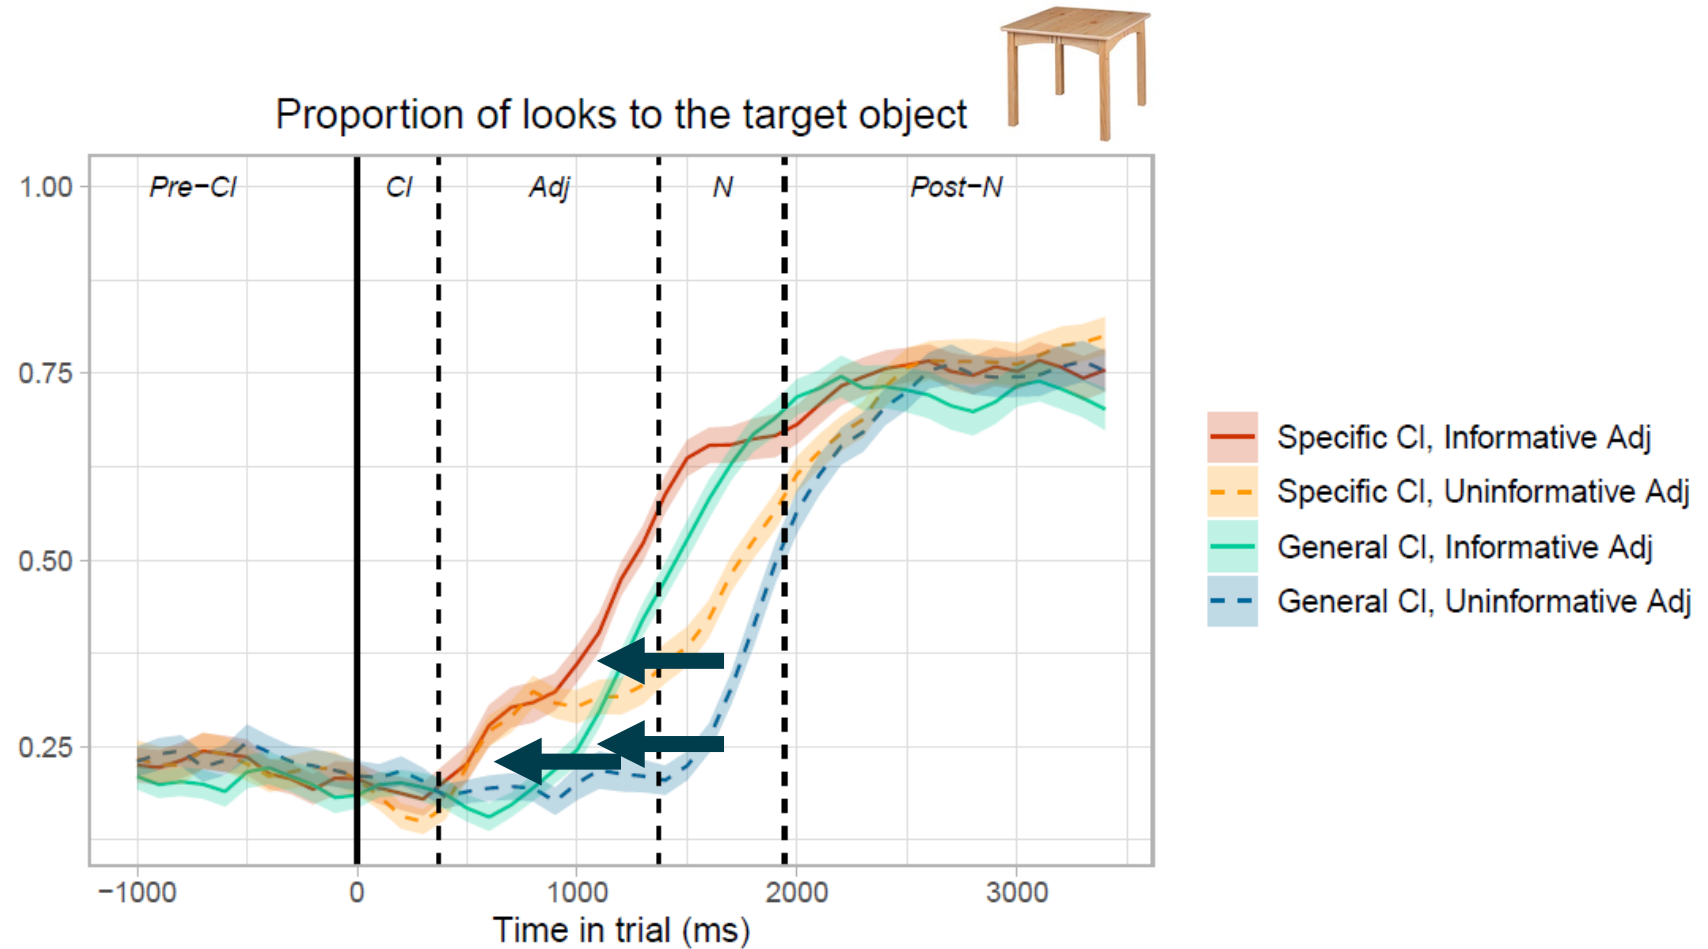 Proportion of looks to the target object
Pre−Cl
Cl
Adj
N
Post−N
1.00
0.75
0.50
0.25
−1000
0
1000
2000
3000
Time in trial (ms)
Specific Cl, Informative Adj
Specific Cl, Uninformative Adj
General Cl, Informative Adj
General Cl, Uninformative Adj